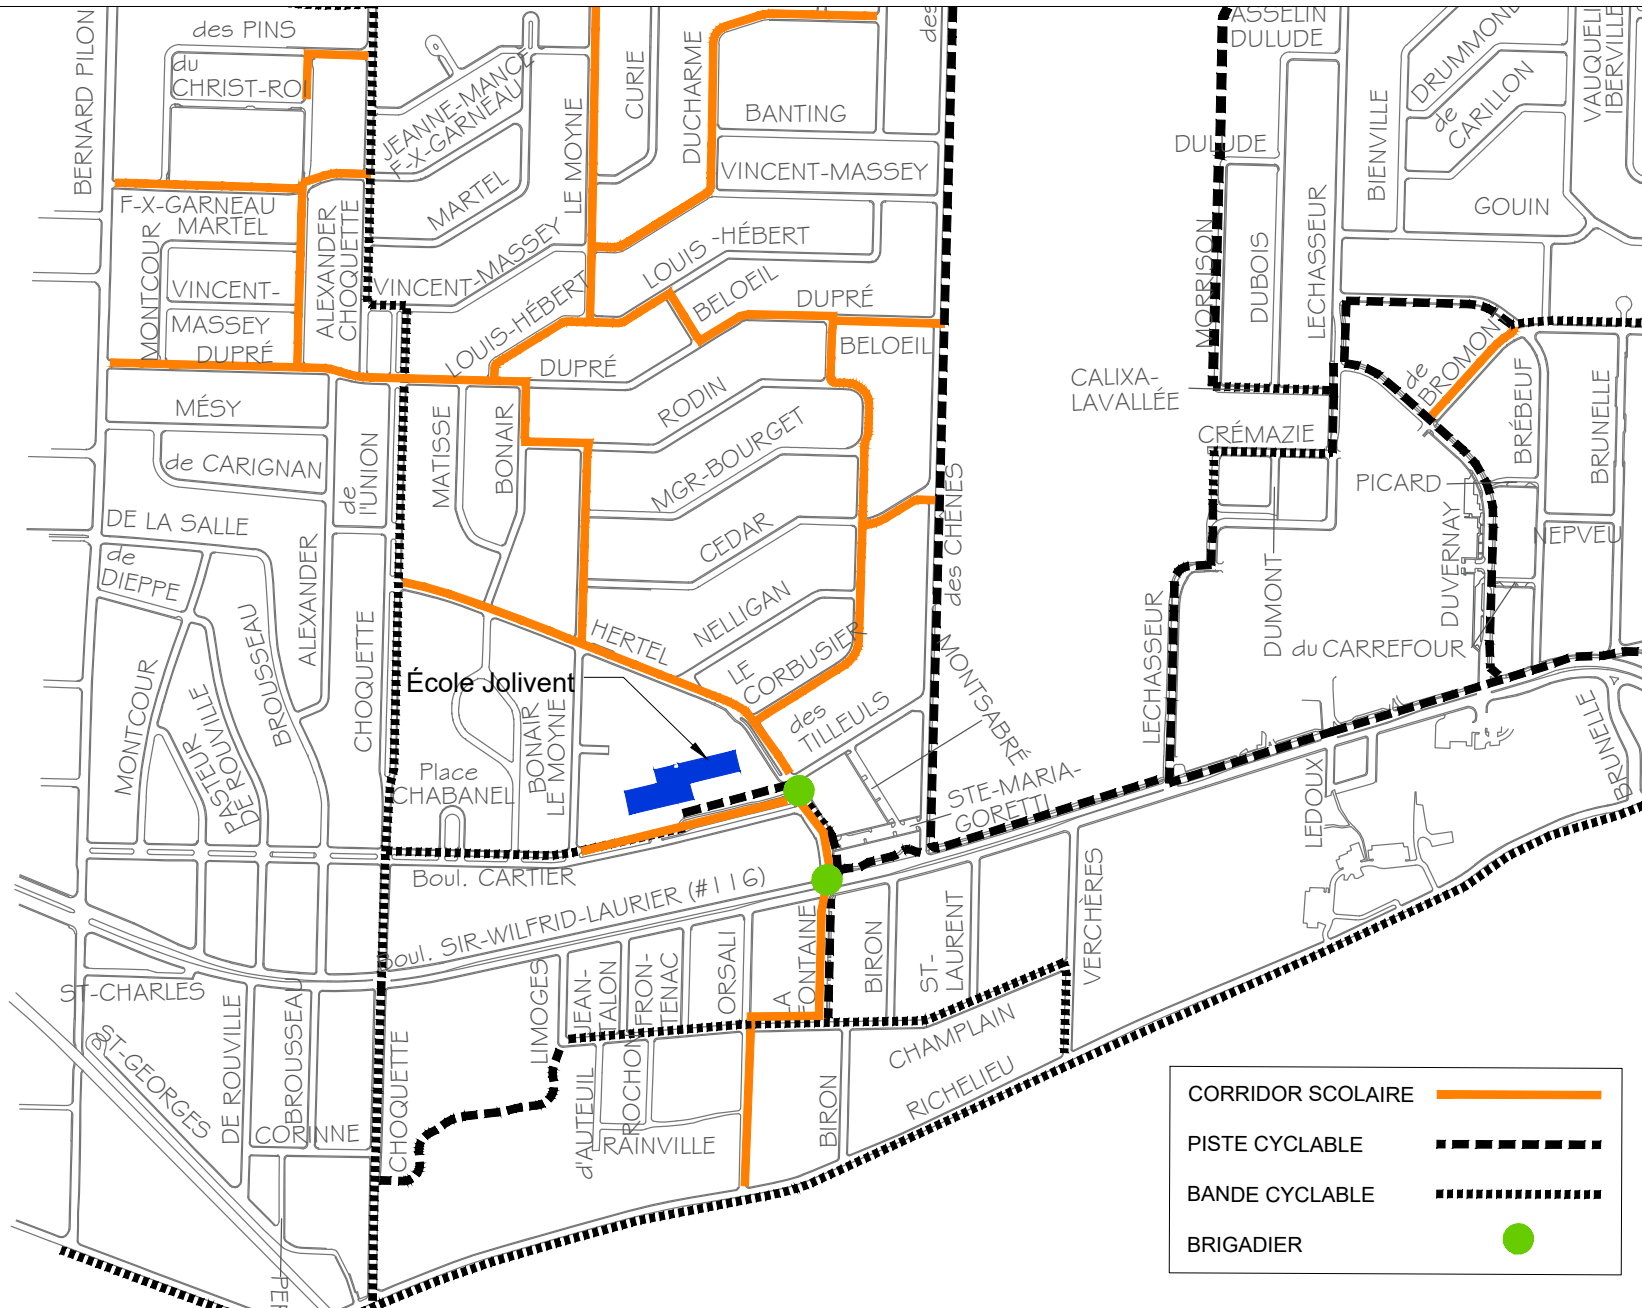 des PINS
BERNARD PILON
du
CHRIST-ROI
JEANNE-MANCE
F-X-GARNEAU
LE MOYNE
CURIE
DUCHARME
des
BANTING
VINCENT-MASSEY
ASSELIN
DULUDE
DULUDE
DRUMMOND
de
CARILLON
BIENVILLE
GOUIN
F-X-GARNEAU
MARTEL
MONTCOUR
ALEXANDER
CHOQUETTE
MARTEL
VINCENT-MASSEY
LOUIS-HÉBERT
LOUIS -HÉBERT
BELOEIL
DUPRÉ
MORRISON
DUBOIS
LECHASSEUR
VINCENT-
MASSEY
DUPRÉ
DUPRÉ
BELOEIL
MÉSY
de CARIGNAN
de
l'UNION
MATISSE
BONAIR
RODIN
MGR-BOURGET
CEDAR
NELLIGAN
LE
CORBUSIER
des CHÊNES
CALIXA-
LAVALLÉE
CRÉMAZIE
de
BROMONT
BRÉBEUF
BRUNELLE
PICARD
NEPVEU
DUVERNAY
DUMONT
du CARREFOUR
LECHASSEUR
DE LA SALLE
de
DIEPPE
ALEXANDER
BROUSSEAU
CHOQUETTE
MONTCOUR
PASTEUR
DE ROUVILLE
HERTEL
École Jolivent
des
TILLEULS
MONTSABRÉ
STE-MARIA-
GORETTI
Place
CHABANEL
BONAIR
LE MOYNE
Boul. CARTIER
Boul. SIR-WILFRID-LAURIER (#116)
LEDOUX
BRUNELLE
ST-CHARLES
ST-GEORGES
DE ROUVILLE
BROUSSEAU
CORINNE
CHOQUETTE
LIMOGES
JEAN-
TALON
FRON-
TENAC
ORSALI
LA
FONTAINE
BIRON
ST-
LAURENT
VERCHÈRES
CHAMPLAIN
RICHELIEU
d'AUTEUIL
ROCHON
RAINVILLE
BIRON
CORRIDOR SCOLAIRE
PISTE CYCLABLE
BANDE CYCLABLE
BRIGADIER